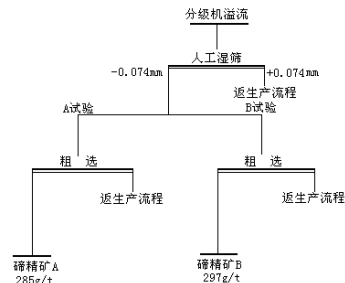 分级机溢流
人工湿筛
-0.074mm
+0.074mm
返生产流程
A试验
B试验
粗 选
粗 选
返生产流程
返生产流程
碲精矿A
285g/t
碲精矿B
297g/t